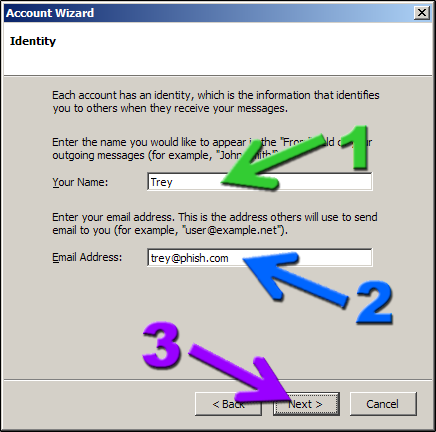 Account Wizard
Identity
Each account has an identity, which is the information that identifies
you to others when they receive your messages.
Enter the name you would like to appear in the "From"
outgoing messages (for example, "John Smith"
1
Your Name: Trey
Enter your email address. This is the address others will use to send
email to you (for example, "user@example.net").
Email Address: trey@phish.com
2
3
< Back Next > Cancel